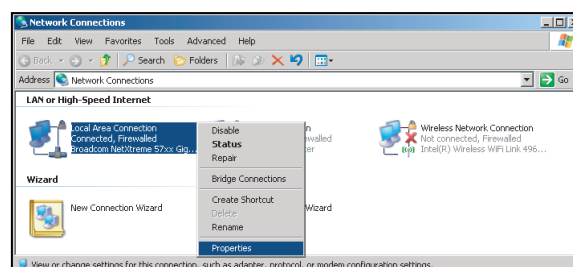 Network Connections
File Edit View Favorites Tools Advanced Help
Back Search Folders
Address Network Connections Go
LAN or High-Speed Internet
Local Area Connection
Connected, Firewalled
Broadcom NetXtreme 57xx Gig...
Disable
Status
Repair
Bridge Connections
Create Shortcut
Delete
Rename
Properties
Wireless Network Connection
Not connected, Firewalled
Intel(R) Wireless WiFi Link 496...
Wizard
New Connection Wizard
Wizard
View or change settings for this connection, such as adapter, protocol, or modem configuration settings.